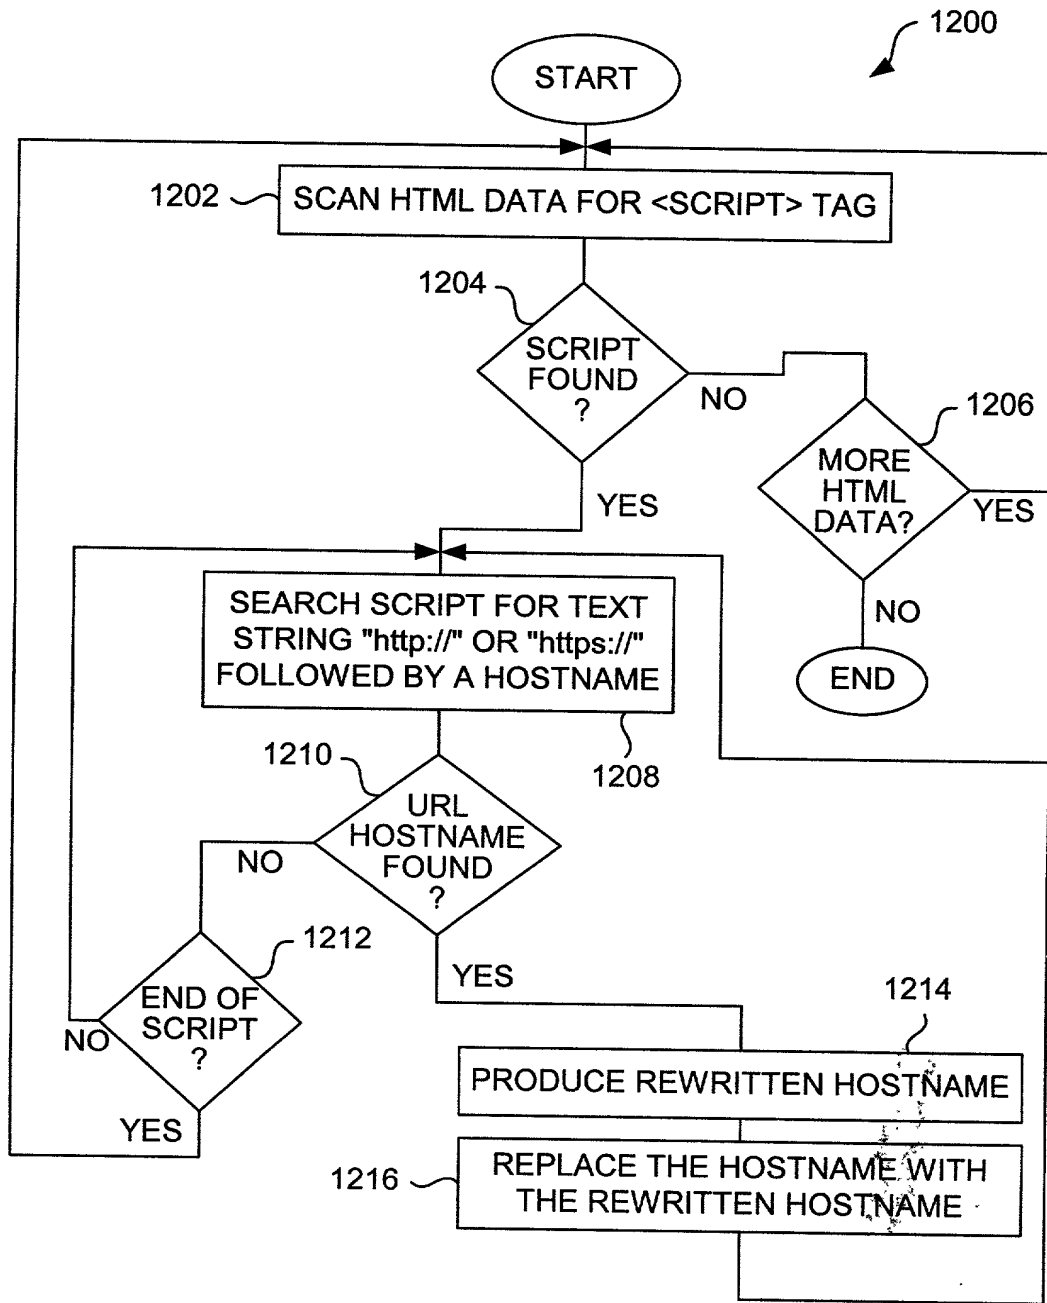 1200
START
1202
SCAN HTML DATA FOR <SCRIPT> TAG
1204
SCRIPT
FOUND
?
NO
1206
MORE
HTML
DATA?
YES
YES
NO
END
SEARCH SCRIPT FOR TEXT
STRING "http://" OR "https://"
FOLLOWED BY A HOSTNAME
1208
1210
URL
HOSTNAME
FOUND
?
NO
1212
END OF
SCRIPT
?
NO
YES
YES
1214
PRODUCE REWRITTEN HOSTNAME
1216
REPLACE THE HOSTNAME WITH
THE REWRITTEN HOSTNAME